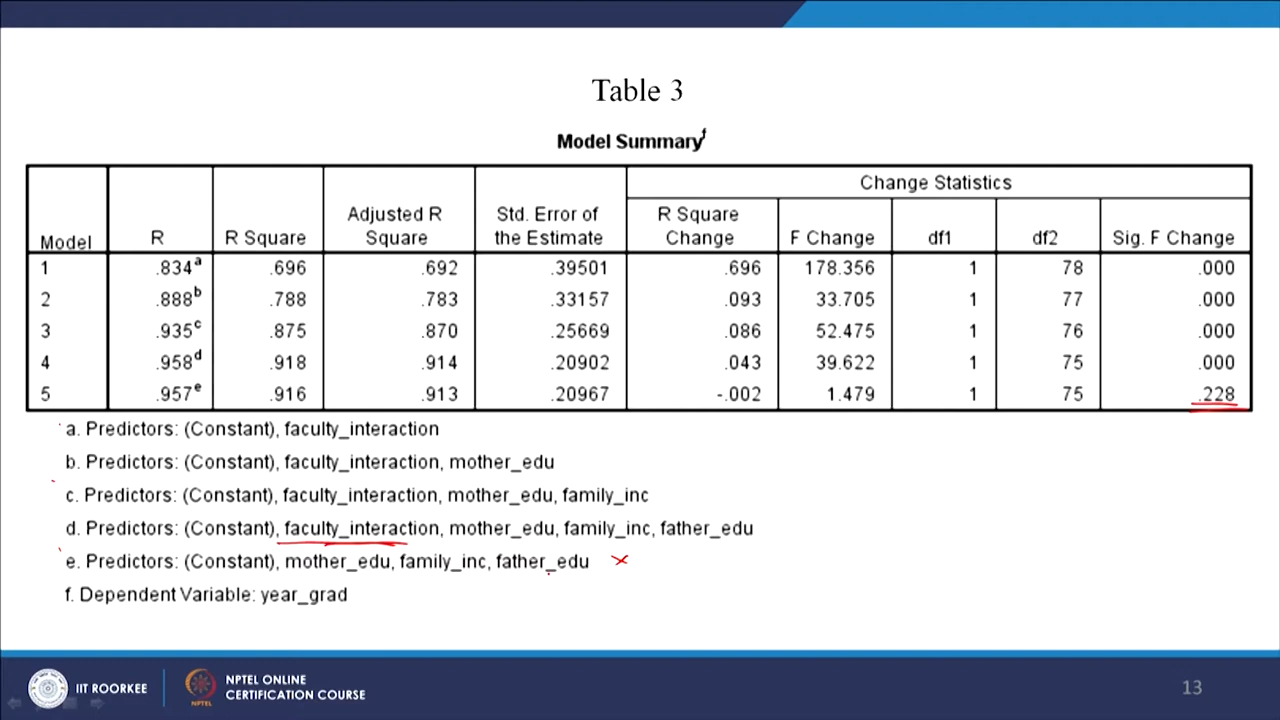 Table 3
Model Summaryᶠ
Change Statistics
Model R R Square Adjusted R Square Std. Error of the Estimate R Square Change F Change df1 df2 Sig. F Change
1 .834ᵃ .696 .692 .39501 .696 178.356 1 78 .000
2 .888ᵇ .788 .783 .33157 .093 33.705 1 77 .000
3 .935ᶜ .875 .870 .25669 .086 52.475 1 76 .000
4 .958ᵈ .918 .914 .20902 .043 39.622 1 75 .000
5 .957ᵉ .916 .913 .20967 -.002 1.479 1 75 .228
a. Predictors: (Constant), faculty_interaction
b. Predictors: (Constant), faculty_interaction, mother_edu
c. Predictors: (Constant), faculty_interaction, mother_edu, family_inc
d. Predictors: (Constant), faculty_interaction, mother_edu, family_inc, father_edu
e. Predictors: (Constant), mother_edu, family_inc, father_edu
f. Dependent Variable: year_grad
IIT ROORKEE
NPTEL
NPTEL ONLINE
CERTIFICATION COURSE
13